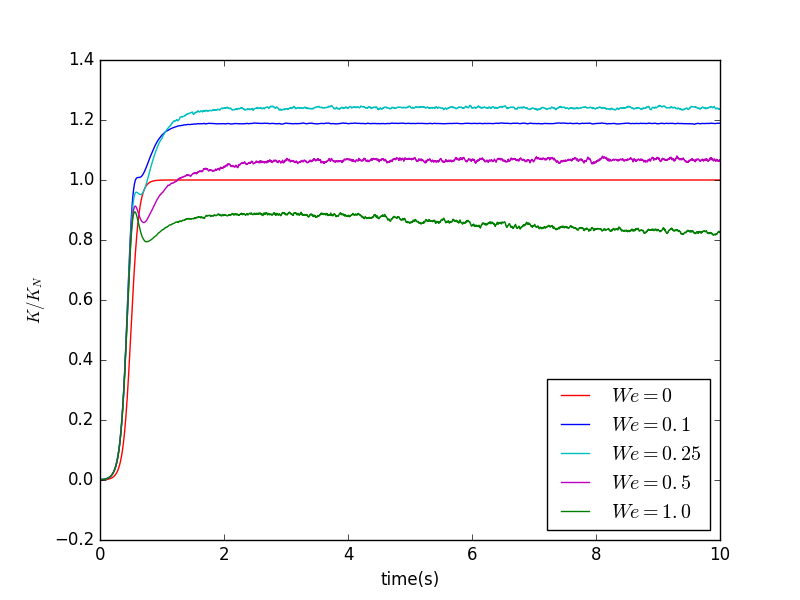 1.4
1.2
1.0
0.8
0.6
0.4
0.2
0.0
−0.2
K/K_N
0 2 4 6 8 10
time(s)
We = 0
We = 0.1
We = 0.25
We = 0.5
We = 1.0